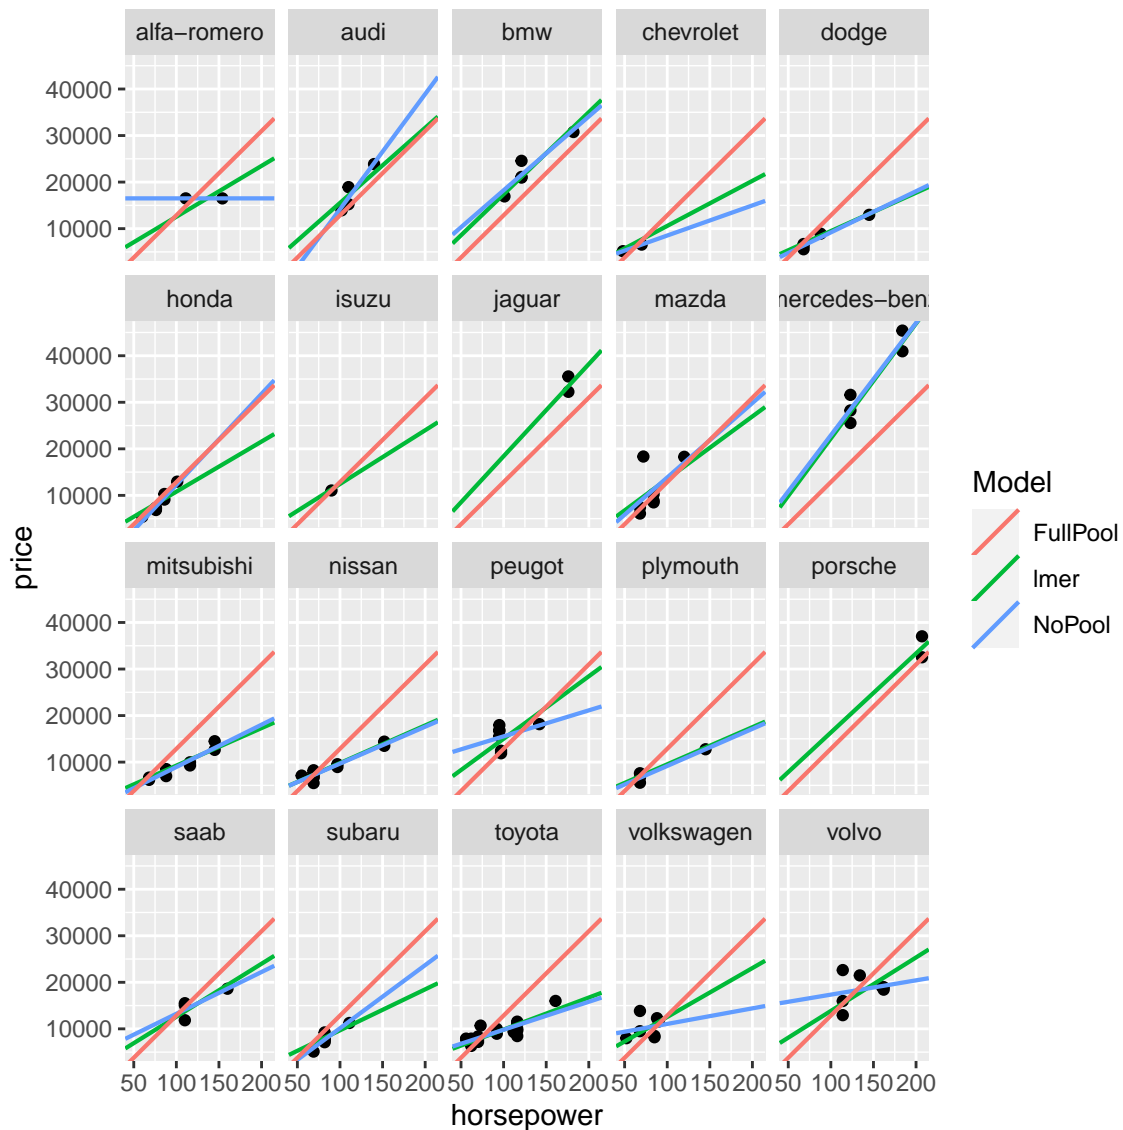 alfa−romero audi bmw chevrolet dodge
40000
30000
20000
10000
honda isuzu jaguar mazda mercedes−benz
40000
30000
20000
10000
mitsubishi nissan peugot plymouth porsche
40000
30000
20000
10000
saab subaru toyota volkswagen volvo
40000
30000
20000
10000
50 100 150 200 50 100 150 200 50 100 150 200 50 100 150 200 50 100 150 200
horsepower
price
Model
FullPool
lmer
NoPool